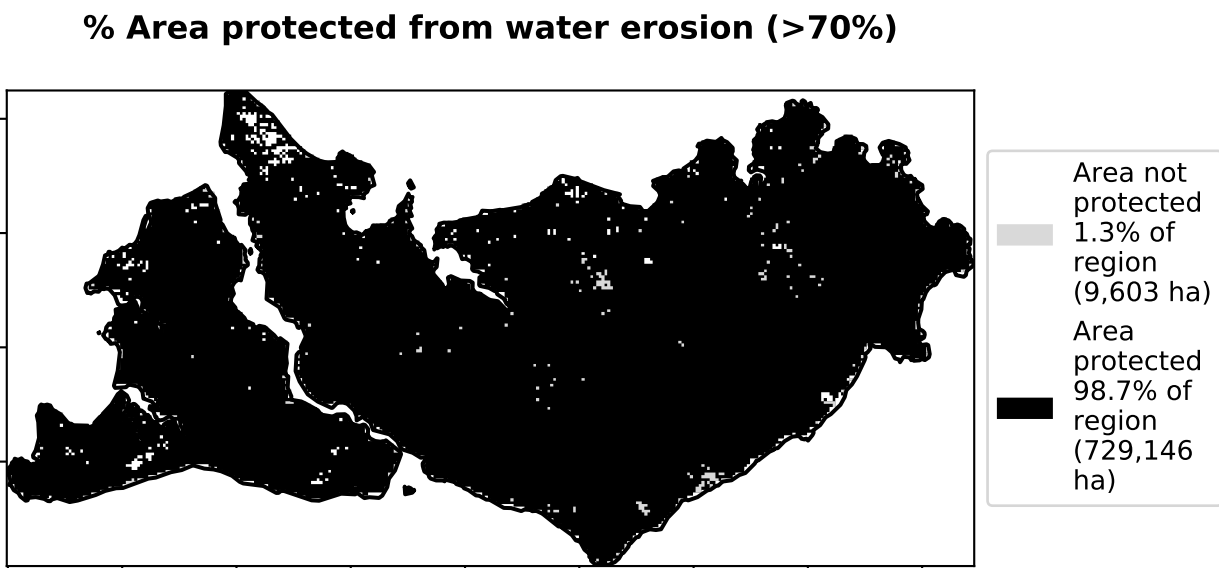 % Area protected from water erosion (>70%)
Area not
protected
1.3% of
region
(9,603 ha)
Area
protected
98.7% of
region
(729,146
ha)